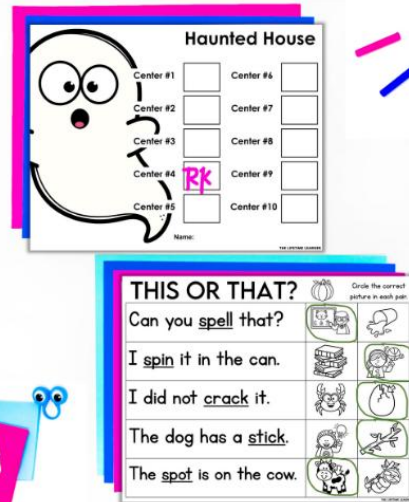 Haunted House
Center #1 Center #6
Center #2 Center #7
Center #3 Center #8
Center #4 RK Center #9
Center #5 Center #10
Name:
THE LIFETIME LEARNER
THIS OR THAT?
Circle the correct
picture in each pair
Can you spell that?
I spin it in the can.
I did not crack it.
The dog has a stick.
The spot is on the cow.